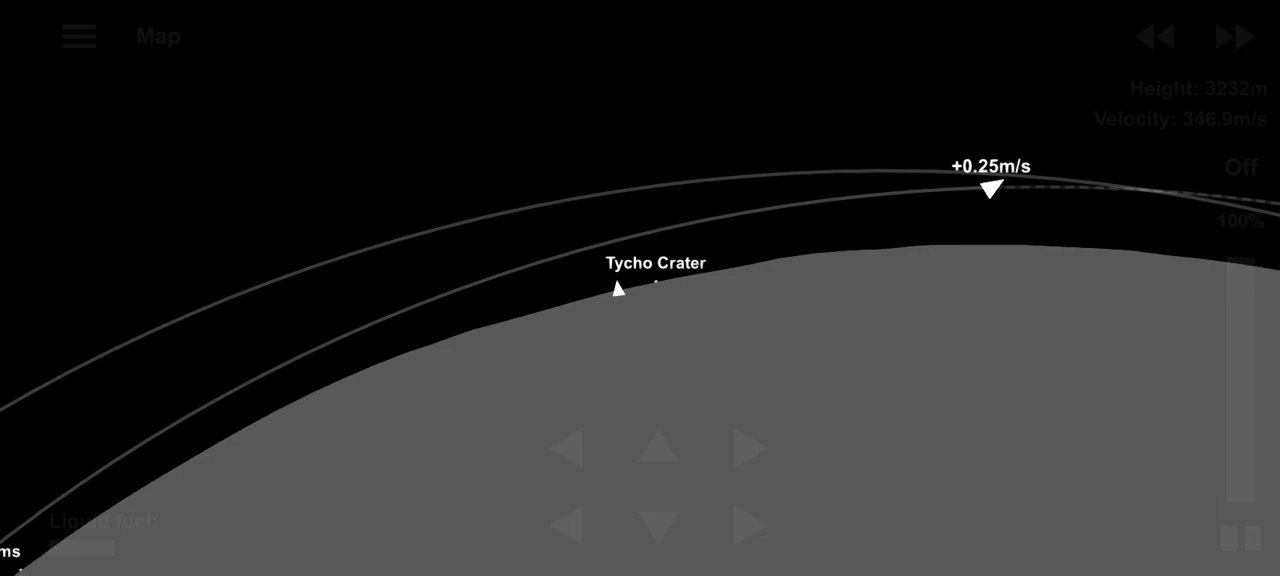 Map
Height: 3232m
Velocity: 346.9m/s
+0.25m/s
Off
100%
Tycho Crater
Liquid fuel:
ms